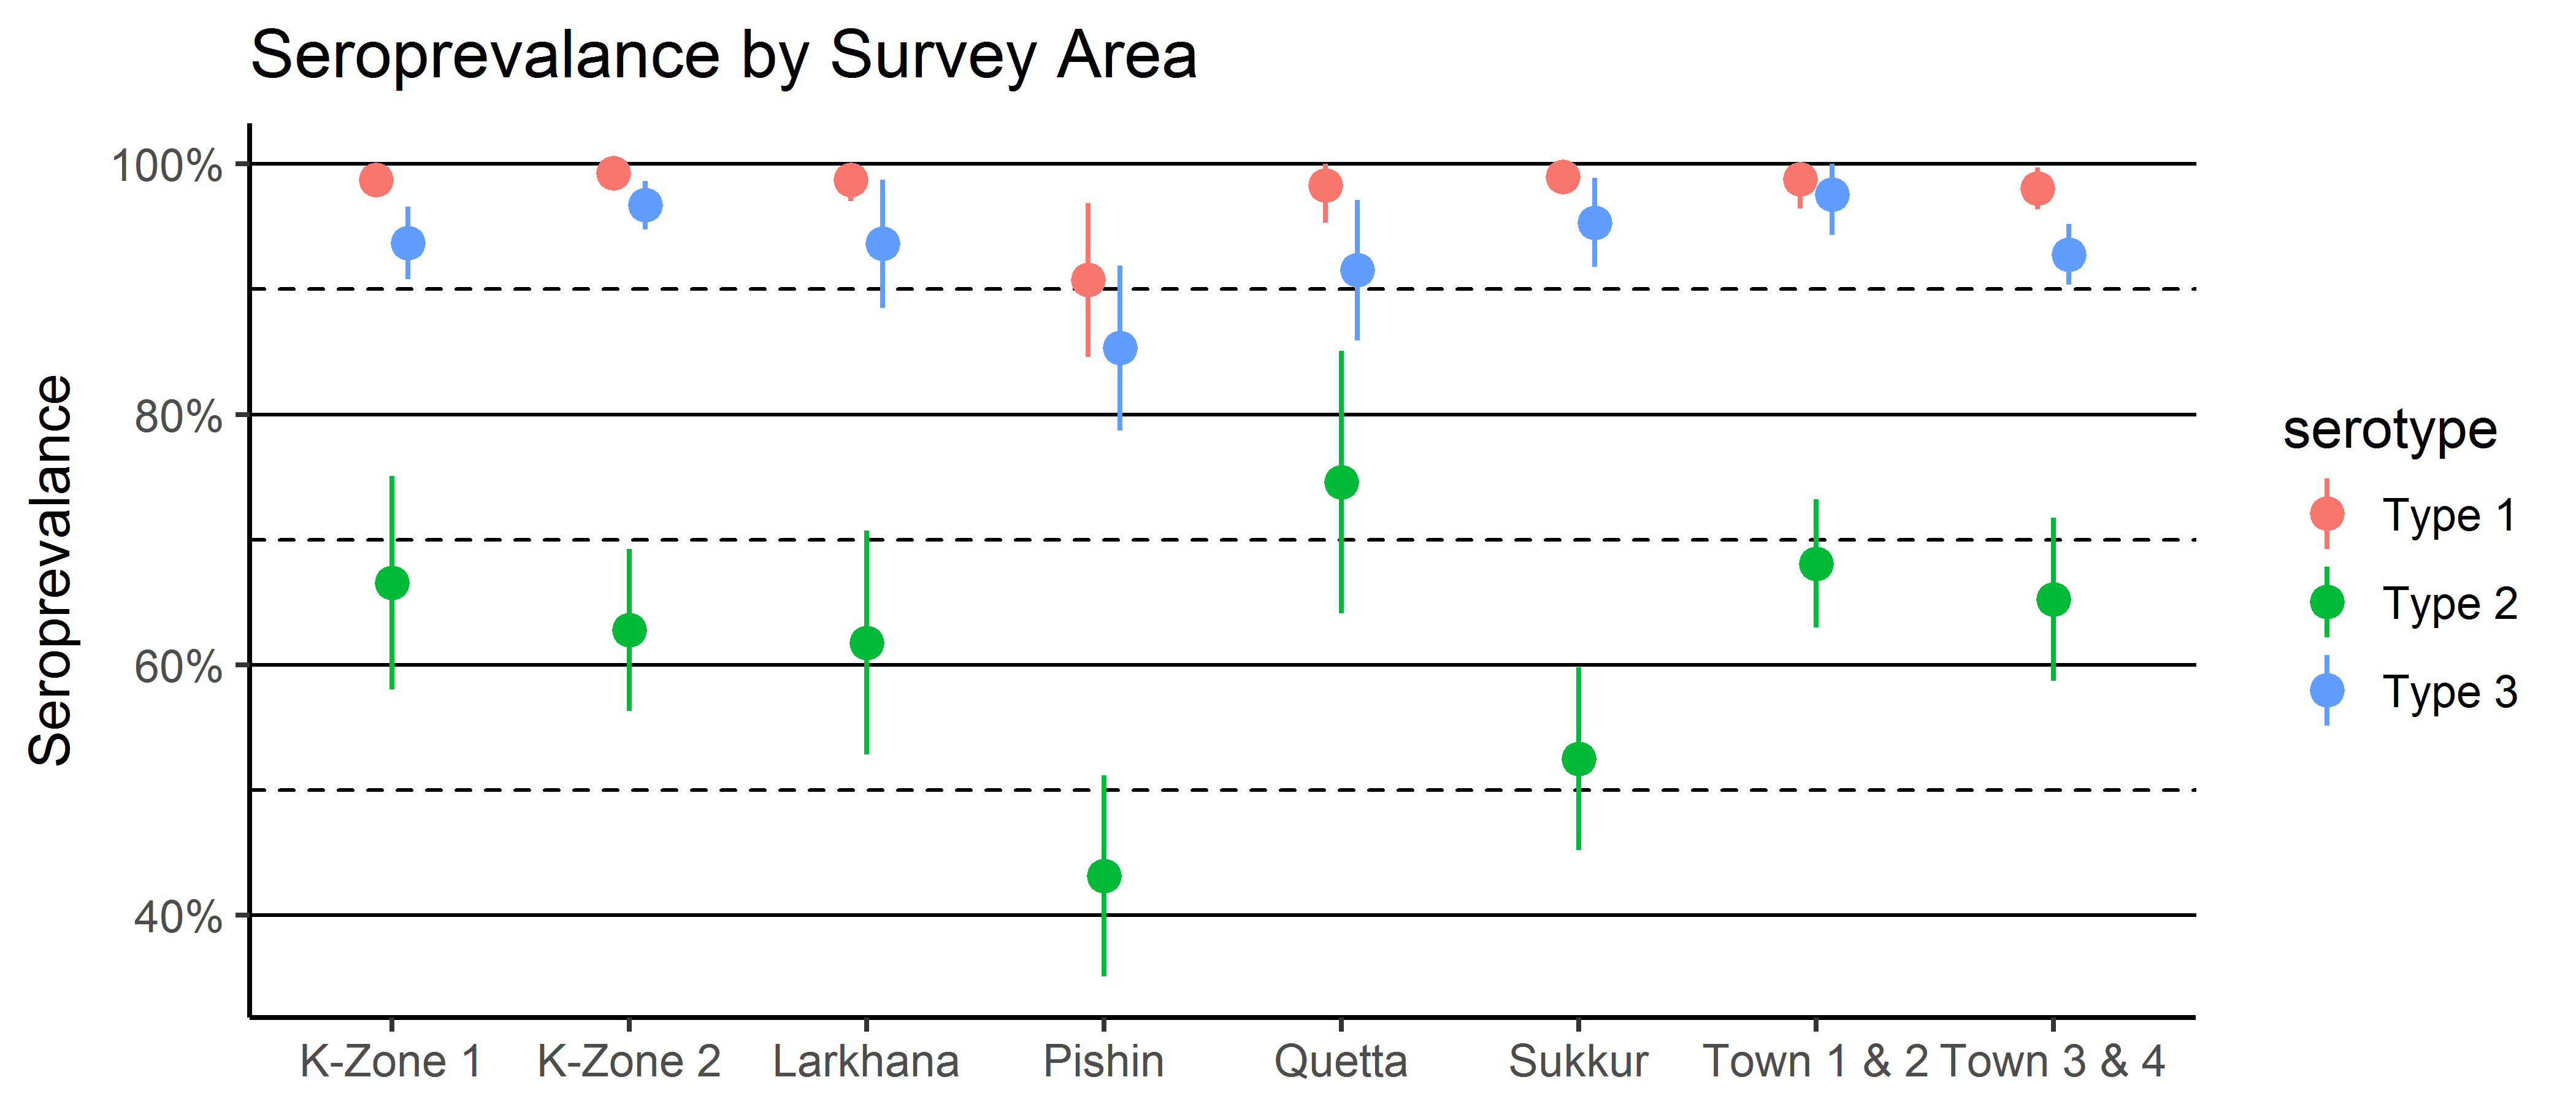 Seroprevalance by Survey Area
Seroprevalance
100%
80%
60%
40%
K-Zone 1
K-Zone 2
Larkhana
Pishin
Quetta
Sukkur
Town 1 & 2
Town 3 & 4
serotype
Type 1
Type 2
Type 3